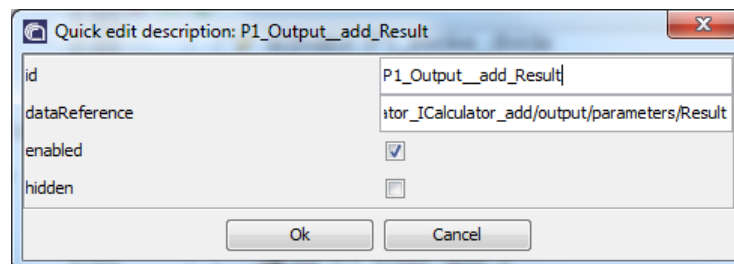 Quick edit description: P1_Output__add_Result
id P1_Output__add_Result
dataReference ator_ICalculator_add/output/parameters/Result
enabled
hidden
Ok Cancel